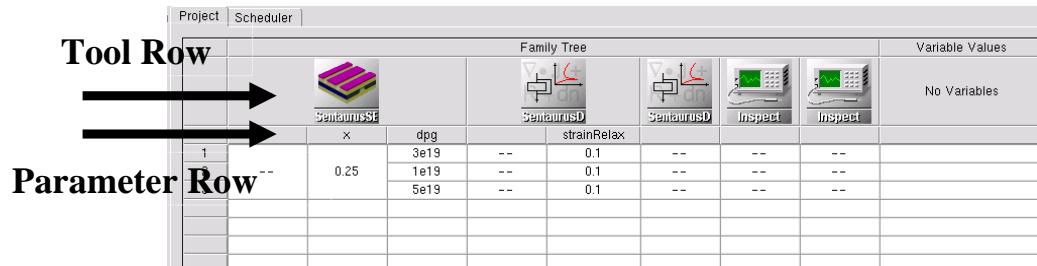 Project Scheduler
Family Tree Variable Values
Tool Row
No Variables
SentaurusSE SentaurusD SentaurusD Inspect Inspect
x dpg strainRelax
1 3e19 -- 0.1 -- -- --
-- 0.25 1e19 -- 0.1 -- -- --
Parameter Row
5e19 -- 0.1 -- -- --